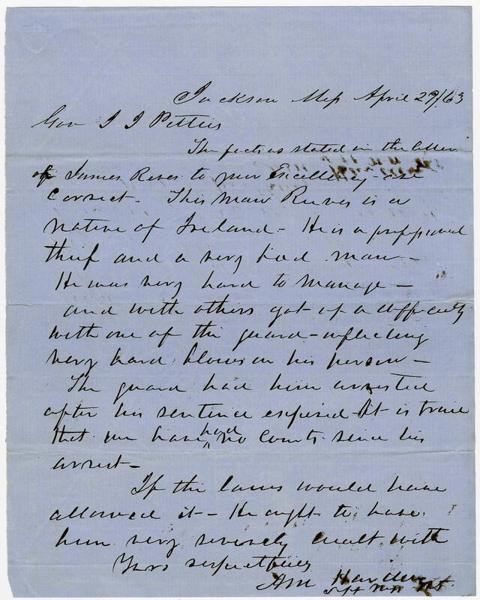 Jackson Mip April 29/63
Gov J J Pettus
The facts as stated in the letter
of James Reves to your Excellency are
Correct - This man Reeves is a
native of Ireland - He is a proffessional
thief and a very bad man -
He was very hard to manage -
and with others got up a difficulty
with one of the guard - inflicting
very hard blows on his person -
The guard had him arrested
after his sentence expired It is true
that we have had no Courts since his
arrest -
If the laws would have
allowed it - He ought to have
been very severely dealt with
Yours respectfully
Hardin
Supt